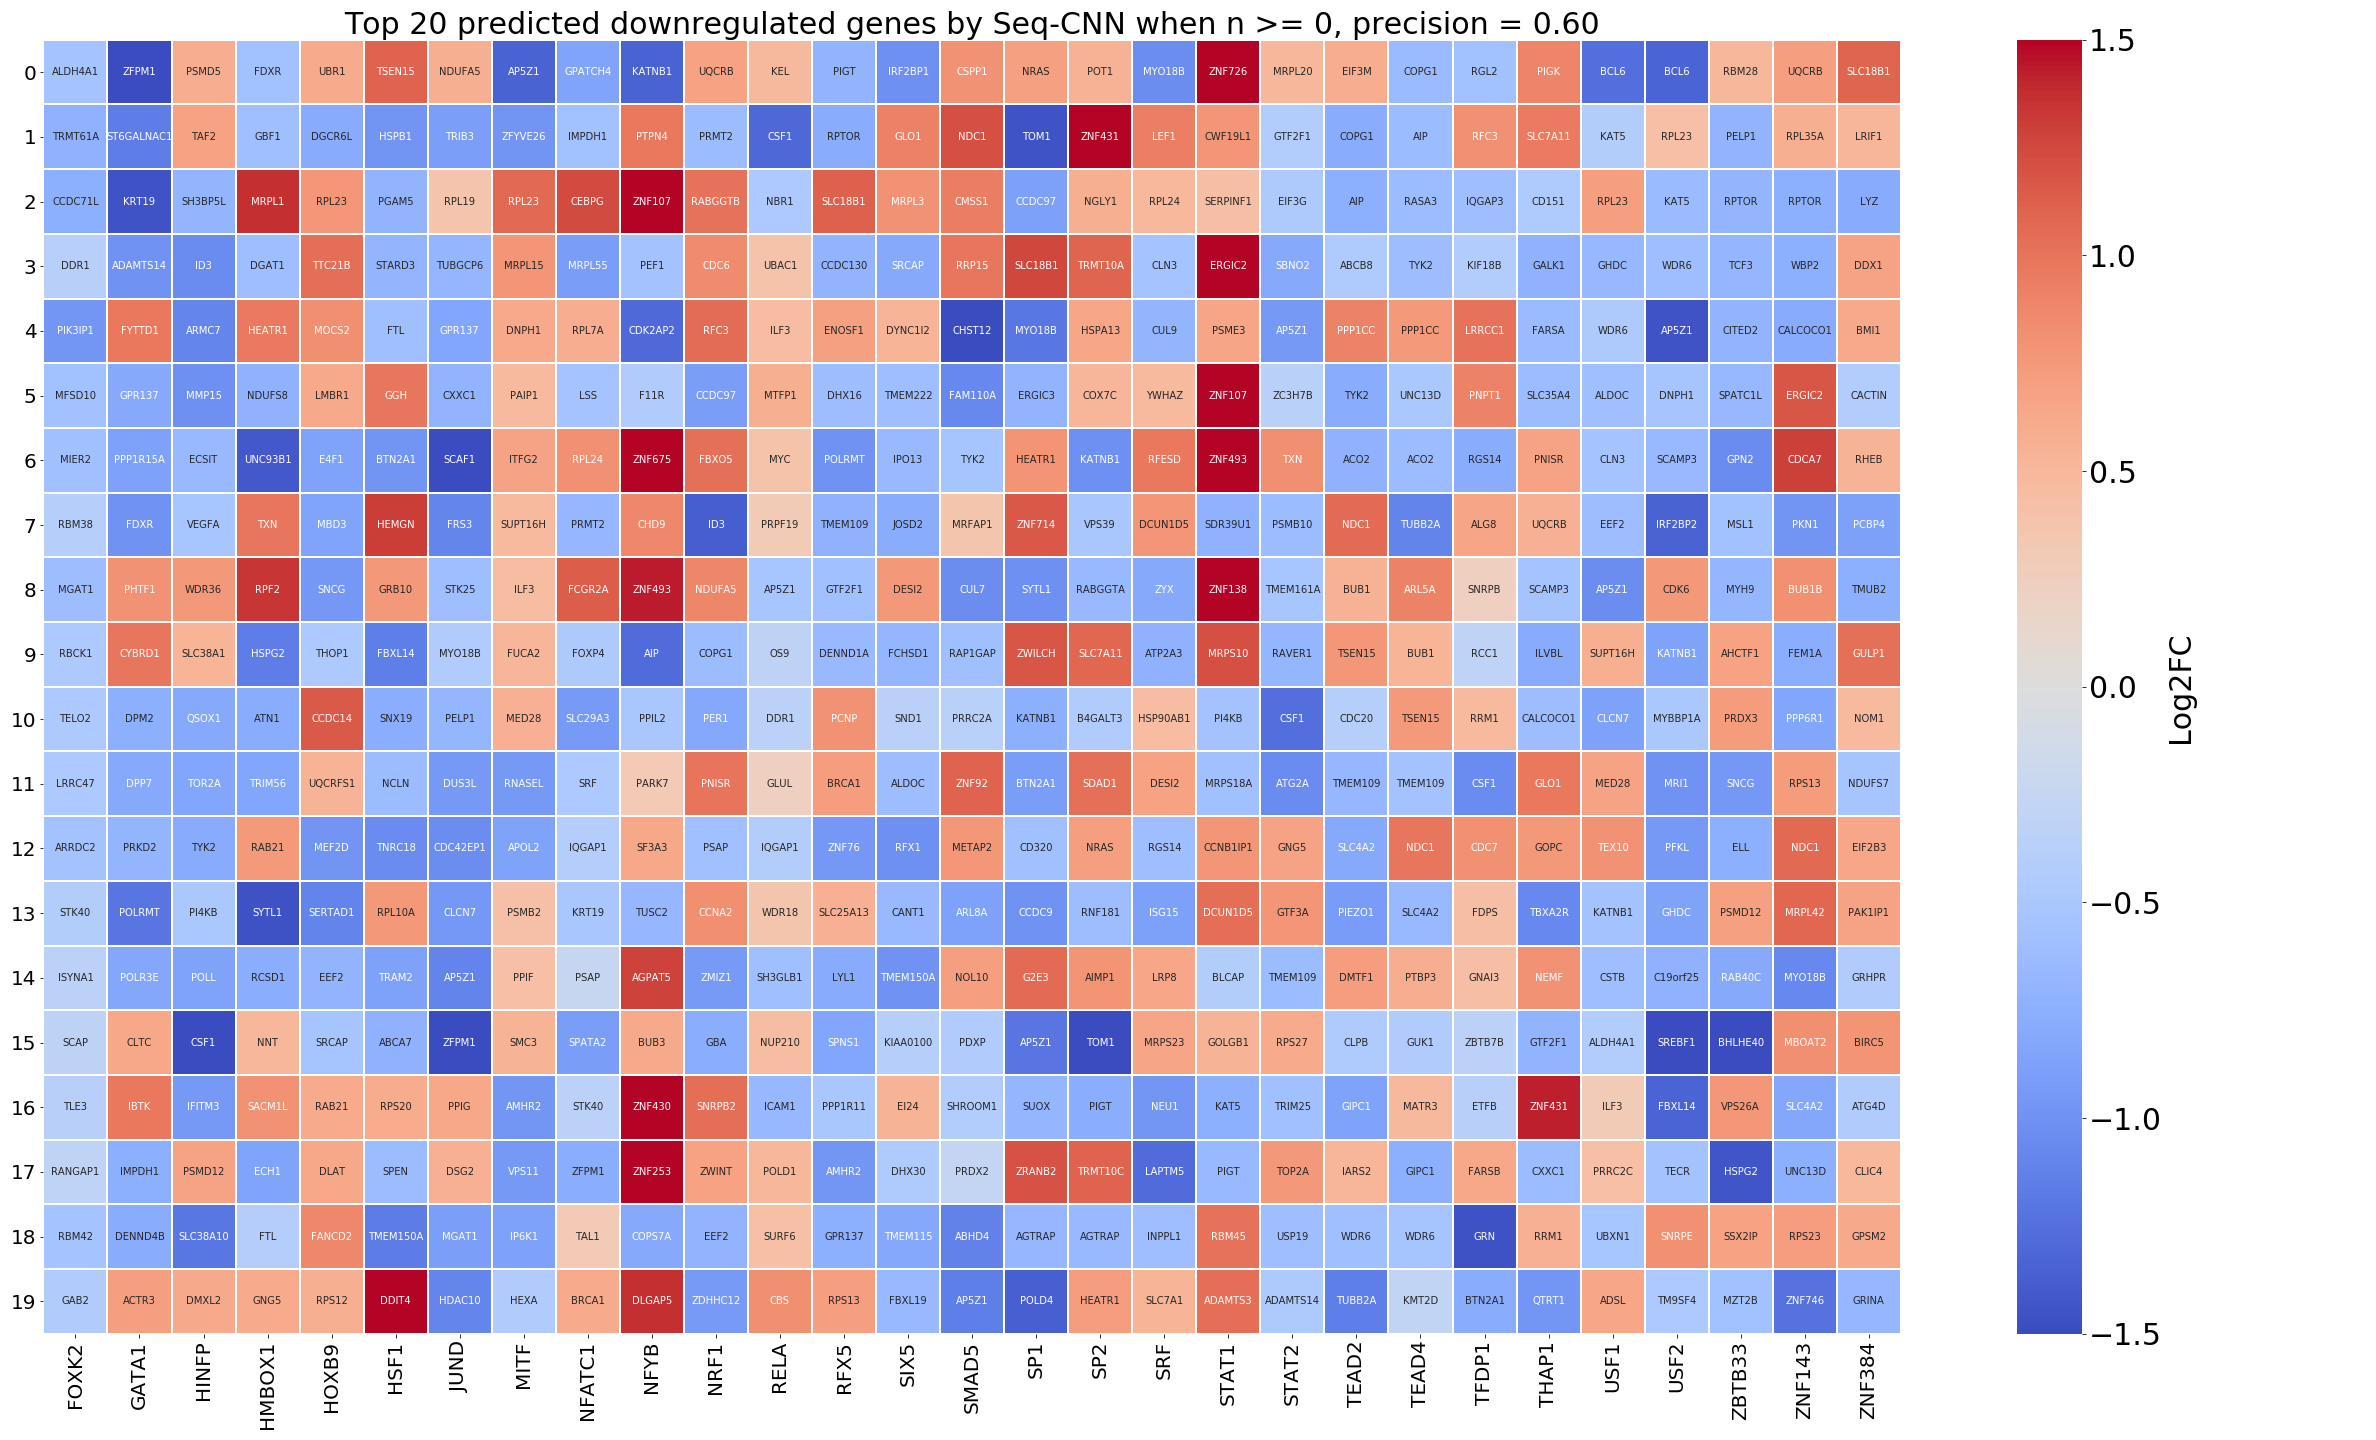 Top 20 predicted downregulated genes by Seq-CNN when n >= 0, precision = 0.60
0 ALDH4A1 ZFPM1 PSMD5 FDXR UBR1 TSEN15 NDUFA5 AP5Z1 GPATCH4 KATNB1 UQCRB KEL PIGT IRF2BP1 CSPP1 NRAS POT1 MYO18B ZNF726 MRPL20 EIF3M COPG1 RGL2 PIGK BCL6 BCL6 RBM28 UQCRB SLC18B1
1 TRMT61A ST6GALNAC1 TAF2 GBF1 DGCR6L HSPB1 TRIB3 ZFYVE26 IMPDH1 PTPN4 PRMT2 CSF1 RPTOR GLO1 NDC1 TOM1 ZNF431 LEF1 CWF19L1 GTF2F1 COPG1 AIP RFC3 SLC7A11 KAT5 RPL23 PELP1 RPL35A LRIF1
2 CCDC71L KRT19 SH3BP5L MRPL1 RPL23 PGAM5 RPL19 RPL23 CEBPG ZNF107 RABGGTB NBR1 SLC18B1 MRPL3 CMSS1 CCDC97 NGLY1 RPL24 SERPINF1 EIF3G AIP RASA3 IQGAP3 CD151 RPL23 KAT5 RPTOR RPTOR LYZ
3 DDR1 ADAMTS14 ID3 DGAT1 TTC21B STARD3 TUBGCP6 MRPL15 MRPL55 PEF1 CDC6 UBAC1 CCDC130 SRCAP RRP15 SLC18B1 TRMT10A CLN3 ERGIC2 SBNO2 ABCB8 TYK2 KIF18B GALK1 GHDC WDR6 TCF3 WBP2 DDX1
4 PIK3IP1 FYTTD1 ARMC7 HEATR1 MOCS2 FTL GPR137 DNPH1 RPL7A CDK2AP2 RFC3 ILF3 ENOSF1 DYNC1I2 CHST12 MYO18B HSPA13 CUL9 PSME3 AP5Z1 PPP1CC PPP1CC LRRCC1 FARSA WDR6 AP5Z1 CITED2 CALCOCO1 BMI1
5 MFSD10 GPR137 MMP15 NDUFS8 LMBR1 GGH CXXC1 PAIP1 LSS F11R CCDC97 MTFP1 DHX16 TMEM222 FAM110A ERGIC3 COX7C YWHAZ ZNF107 ZC3H7B TYK2 UNC13D PNPT1 SLC35A4 ALDOC DNPH1 SPATC1L ERGIC2 CACTIN
6 MIER2 PPP1R15A ECSIT UNC93B1 E4F1 BTN2A1 SCAF1 ITFG2 RPL24 ZNF675 FBXO5 MYC POLRMT IPO13 TYK2 HEATR1 KATNB1 RFESD ZNF493 TXN ACO2 ACO2 RGS14 PNISR CLN3 SCAMP3 GPN2 CDCA7 RHEB
7 RBM38 FDXR VEGFA TXN MBD3 HEMGN FRS3 SUPT16H PRMT2 CHD9 ID3 PRPF19 TMEM109 JOSD2 MRFAP1 ZNF714 VPS39 DCUN1D5 SDR39U1 PSMB10 NDC1 TUBB2A ALG8 UQCRB EEF2 IRF2BP2 MSL1 PKN1 PCBP4
8 MGAT1 PHTF1 WDR36 RPF2 SNCG GRB10 STK25 ILF3 FCGR2A ZNF493 NDUFA5 AP5Z1 GTF2F1 DESI2 CUL7 SYTL1 RABGGTA ZYX ZNF138 TMEM161A BUB1 ARL5A SNRPB SCAMP3 AP5Z1 CDK6 MYH9 BUB1B TMUB2
9 RBCK1 CYBRD1 SLC38A1 HSPG2 THOP1 FBXL14 MYO18B FUCA2 FOXP4 AIP COPG1 OS9 DENND1A FCHSD1 RAP1GAP ZWILCH SLC7A11 ATP2A3 MRPS10 RAVER1 TSEN15 BUB1 RCC1 ILVBL SUPT16H KATNB1 AHCTF1 FEM1A GULP1
10 TELO2 DPM2 QSOX1 ATN1 CCDC14 SNX19 PELP1 MED28 SLC29A3 PPIL2 PER1 DDR1 PCNP SND1 PRRC2A KATNB1 B4GALT3 HSP90AB1 PI4KB CSF1 CDC20 TSEN15 RRM1 CALCOCO1 CLCN7 MYBBP1A PRDX3 PPP6R1 NOM1
11 LRRC47 DPP7 TOR2A TRIM56 UQCRFS1 NCLN DUS3L RNASEL SRF PARK7 PNISR GLUL BRCA1 ALDOC ZNF92 BTN2A1 SDAD1 DESI2 MRPS18A ATG2A TMEM109 TMEM109 CSF1 GLO1 MED28 MRI1 SNCG RPS13 NDUFS7
12 ARRDC2 PRKD2 TYK2 RAB21 MEF2D TNRC18 CDC42EP1 APOL2 IQGAP1 SF3A3 PSAP IQGAP1 ZNF76 RFX1 METAP2 CD320 NRAS RGS14 CCNB1IP1 GNG5 SLC4A2 NDC1 CDC7 GOPC TEX10 PFKL ELL NDC1 EIF2B3
13 STK40 POLRMT PI4KB SYTL1 SERTAD1 RPL10A CLCN7 PSMB2 KRT19 TUSC2 CCNA2 WDR18 SLC25A13 CANT1 ARL8A CCDC9 RNF181 ISG15 DCUN1D5 GTF3A PIEZO1 SLC4A2 FDPS TBXA2R KATNB1 GHDC PSMD12 MRPL42 PAK1IP1
14 ISYNA1 POLR3E POLL RCSD1 EEF2 TRAM2 AP5Z1 PPIF PSAP AGPAT5 ZMIZ1 SH3GLB1 LYL1 TMEM150A NOL10 G2E3 AIMP1 LRP8 BLCAP TMEM109 DMTF1 PTBP3 GNAI3 NEMF CSTB C19orf25 RAB40C MYO18B GRHPR
15 SCAP CLTC CSF1 NNT SRCAP ABCA7 ZFPM1 SMC3 SPATA2 BUB3 GBA NUP210 SPNS1 KIAA0100 PDXP AP5Z1 TOM1 MRPS23 GOLGB1 RPS27 CLPB GUK1 ZBTB7B GTF2F1 ALDH4A1 SREBF1 BHLHE40 MBOAT2 BIRC5
16 TLE3 IBTK IFITM3 SACM1L RAB21 RPS20 PPIG AMHR2 STK40 ZNF430 SNRPB2 ICAM1 PPP1R11 EI24 SHROOM1 SUOX PIGT NEU1 KAT5 TRIM25 GIPC1 MATR3 ETFB ZNF431 ILF3 FBXL14 VPS26A SLC4A2 ATG4D
17 RANGAP1 IMPDH1 PSMD12 ECH1 DLAT SPEN DSG2 VPS11 ZFPM1 ZNF253 ZWINT POLD1 AMHR2 DHX30 PRDX2 ZRANB2 TRMT10C LAPTM5 PIGT TOP2A IARS2 GIPC1 FARSB CXXC1 PRRC2C TECR HSPG2 UNC13D CLIC4
18 RBM42 DENND4B SLC38A10 FTL FANCD2 TMEM150A MGAT1 IP6K1 TAL1 COPS7A EEF2 SURF6 GPR137 TMEM115 ABHD4 AGTRAP AGTRAP INPPL1 RBM45 USP19 WDR6 WDR6 GRN RRM1 UBXN1 SNRPE SSX2IP RPS23 GPSM2
19 GAB2 ACTR3 DMXL2 GNG5 RPS12 DDIT4 HDAC10 HEXA BRCA1 DLGAP5 ZDHHC12 CBS RPS13 FBXL19 AP5Z1 POLD4 HEATR1 SLC7A1 ADAMTS3 ADAMTS14 TUBB2A KMT2D BTN2A1 QTRT1 ADSL TM9SF4 MZT2B ZNF746 GRINA
FOXK2 GATA1 HINFP HMBOX1 HOXB9 HSF1 JUND MITF NFATC1 NFYB NRF1 RELA RFX5 SIX5 SMAD5 SP1 SP2 SRF STAT1 STAT2 TEAD2 TEAD4 TFDP1 THAP1 USF1 USF2 ZBTB33 ZNF143 ZNF384
1.5
1.0
0.5
0.0
−0.5
−1.0
−1.5
Log2FC